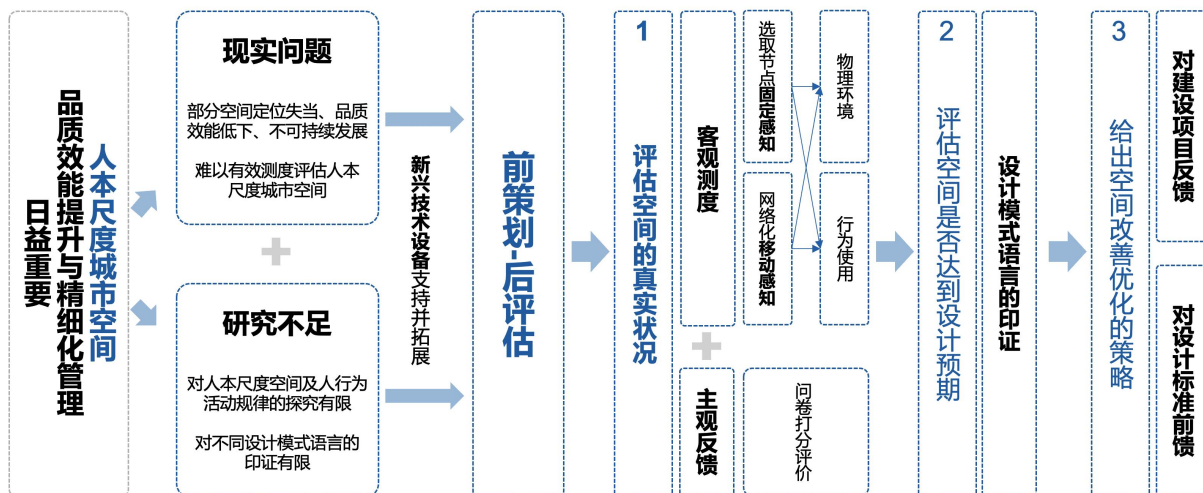 人本尺度城市空间
品质效能提升与精细化管理
日益重要
现实问题
部分空间定位失当、品质
效能低下、不可持续发展
难以有效测度评估人本
尺度城市空间
研究不足
对人本尺度空间及人行为
活动规律的探究有限
对不同设计模式语言的
印证有限
新兴技术设备支持并拓展
前策划-后评估
1
评估空间的真实状况
客观测度
选取节点固定感知
网络化移动感知
物理环境
行为使用
主观反馈
问卷打分评价
2
评估空间是否达到设计预期
设计模式语言的印证
3
给出空间改善优化的策略
对建设项目反馈
对设计标准前馈